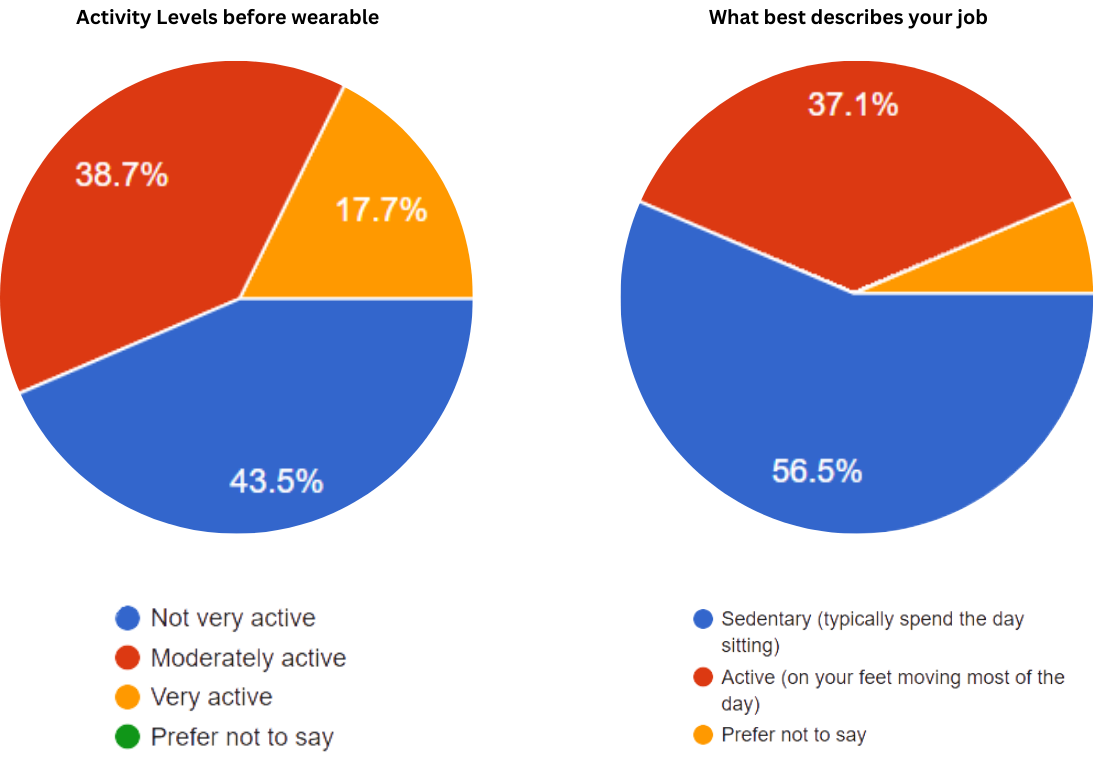 Activity Levels before wearable
38.7%
17.7%
43.5%
Not very active
Moderately active
Very active
Prefer not to say
What best describes your job
37.1%
56.5%
Sedentary (typically spend the day
sitting)
Active (on your feet moving most of the
day)
Prefer not to say